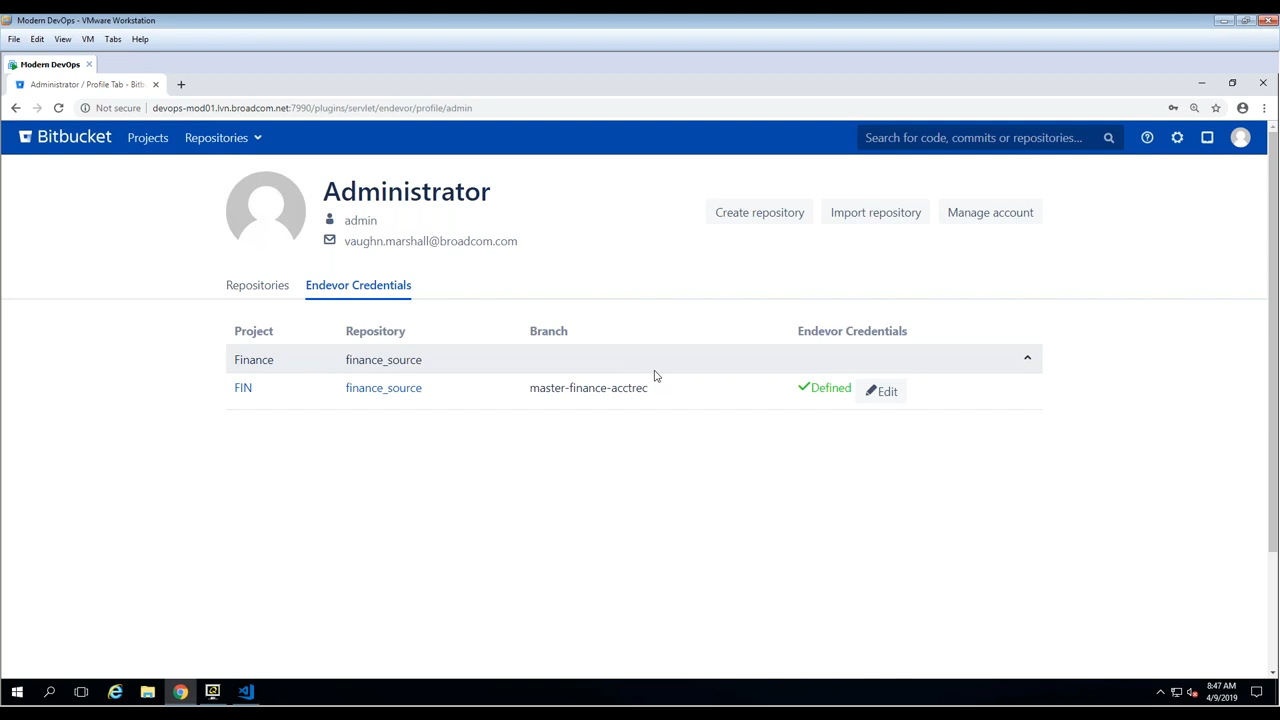 Modern DevOps - VMware Workstation
File Edit View VM Tabs Help
Modern DevOps
Administrator / Profile Tab - Bitb
Not secure devops-mod01.lvn.broadcom.net:7990/plugins/servlet/endevor/profile/admin
Bitbucket Projects Repositories Search for code, commits or repositories...
Administrator
admin
vaughn.marshall@broadcom.com
Create repository Import repository Manage account
Repositories Endevor Credentials
Project Repository Branch Endevor Credentials
Finance finance_source
FIN finance_source master-finance-acctrec Defined Edit
8:47 AM
4/9/2019